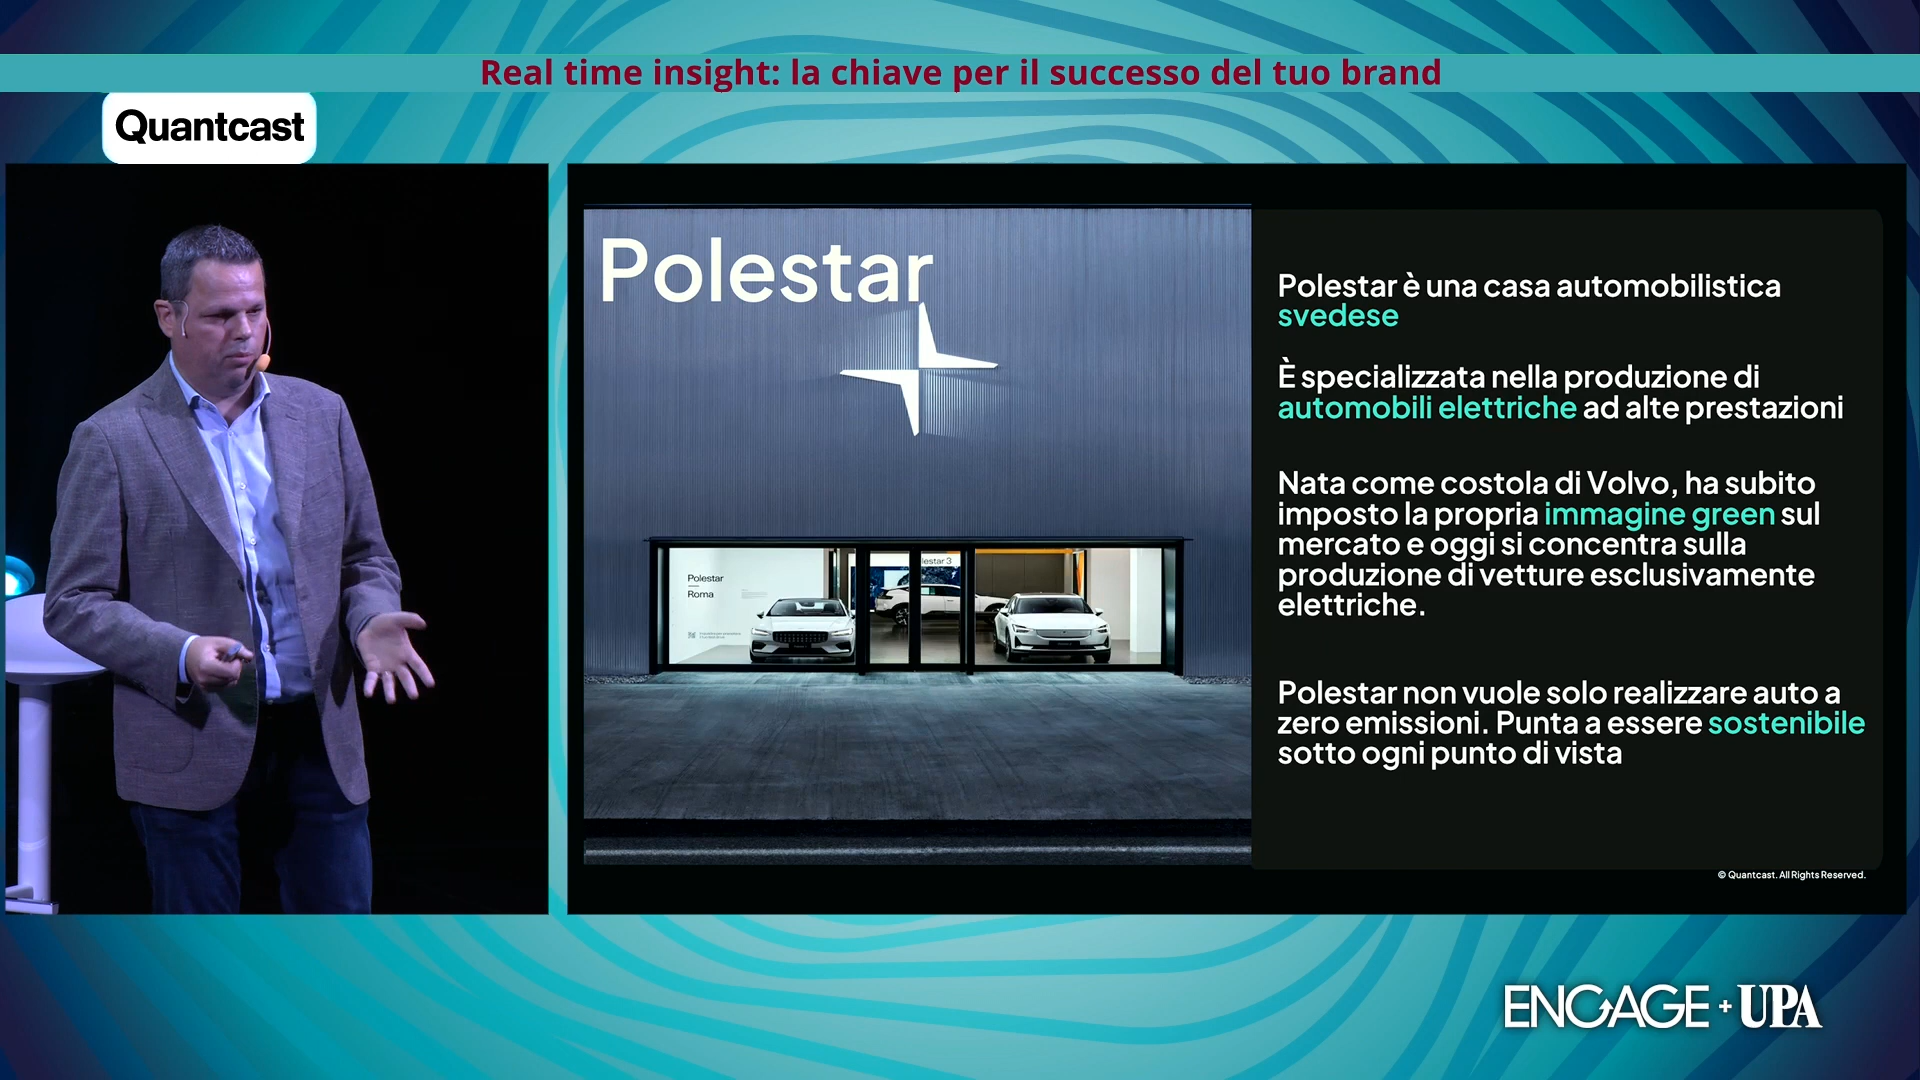 Real time insight: la chiave per il successo del tuo brand
Quantcast
Polestar
Polestar
Roma
lestar 3
Polestar è una casa automobilistica
svedese
È specializzata nella produzione di
automobili elettriche ad alte prestazioni
Nata come costola di Volvo, ha subito
imposto la propria immagine green sul
mercato e oggi si concentra sulla
produzione di vetture esclusivamente
elettriche.
Polestar non vuole solo realizzare auto a
zero emissioni. Punta a essere sostenibile
sotto ogni punto di vista
© Quantcast. All Rights Reserved.
ENGAGE + UPA